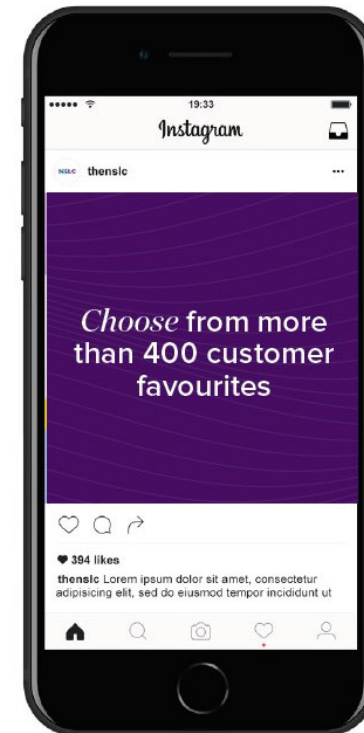 19:33
Instagram
NSLC thenslc
Choose from more
than 400 customer
favourites
394 likes
thenslc Lorem ipsum dolor sit amet, consectetur
adipisicing elit, sed do eiusmod tempor incididunt ut